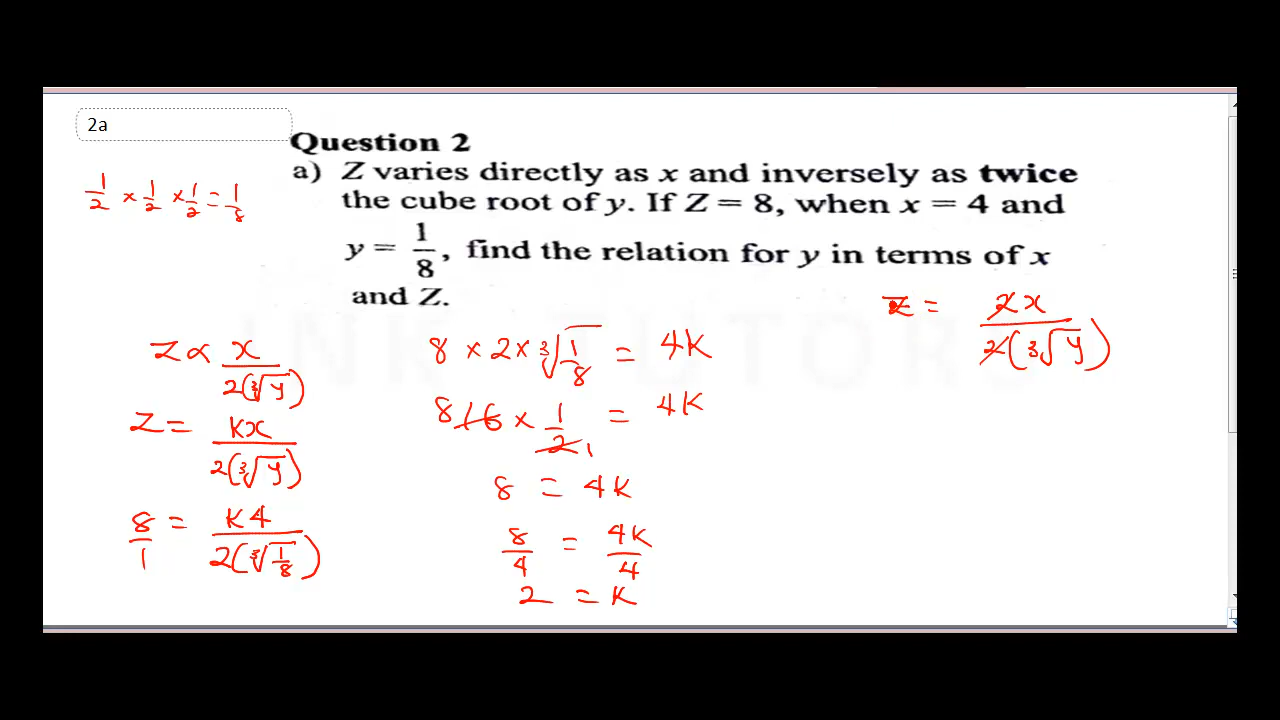 2a
Question 2
a) Z varies directly as x and inversely as twice
the cube root of y. If Z = 8, when x = 4 and
y = 1/8, find the relation for y in terms of x
and Z.
1/2 × 1/2 × 1/2 = 1/8
Z ∝ x/2(∛y)
Z = kx/2(∛y)
8/1 = k4/2(∛1/8)
8 × 2 × ∛1/8 = 4k
8 16 × 1/2 1 = 4k
8 = 4k
8/4 = 4k/4
2 = k
Z = 2x/2(∛y)
INK TUTORS